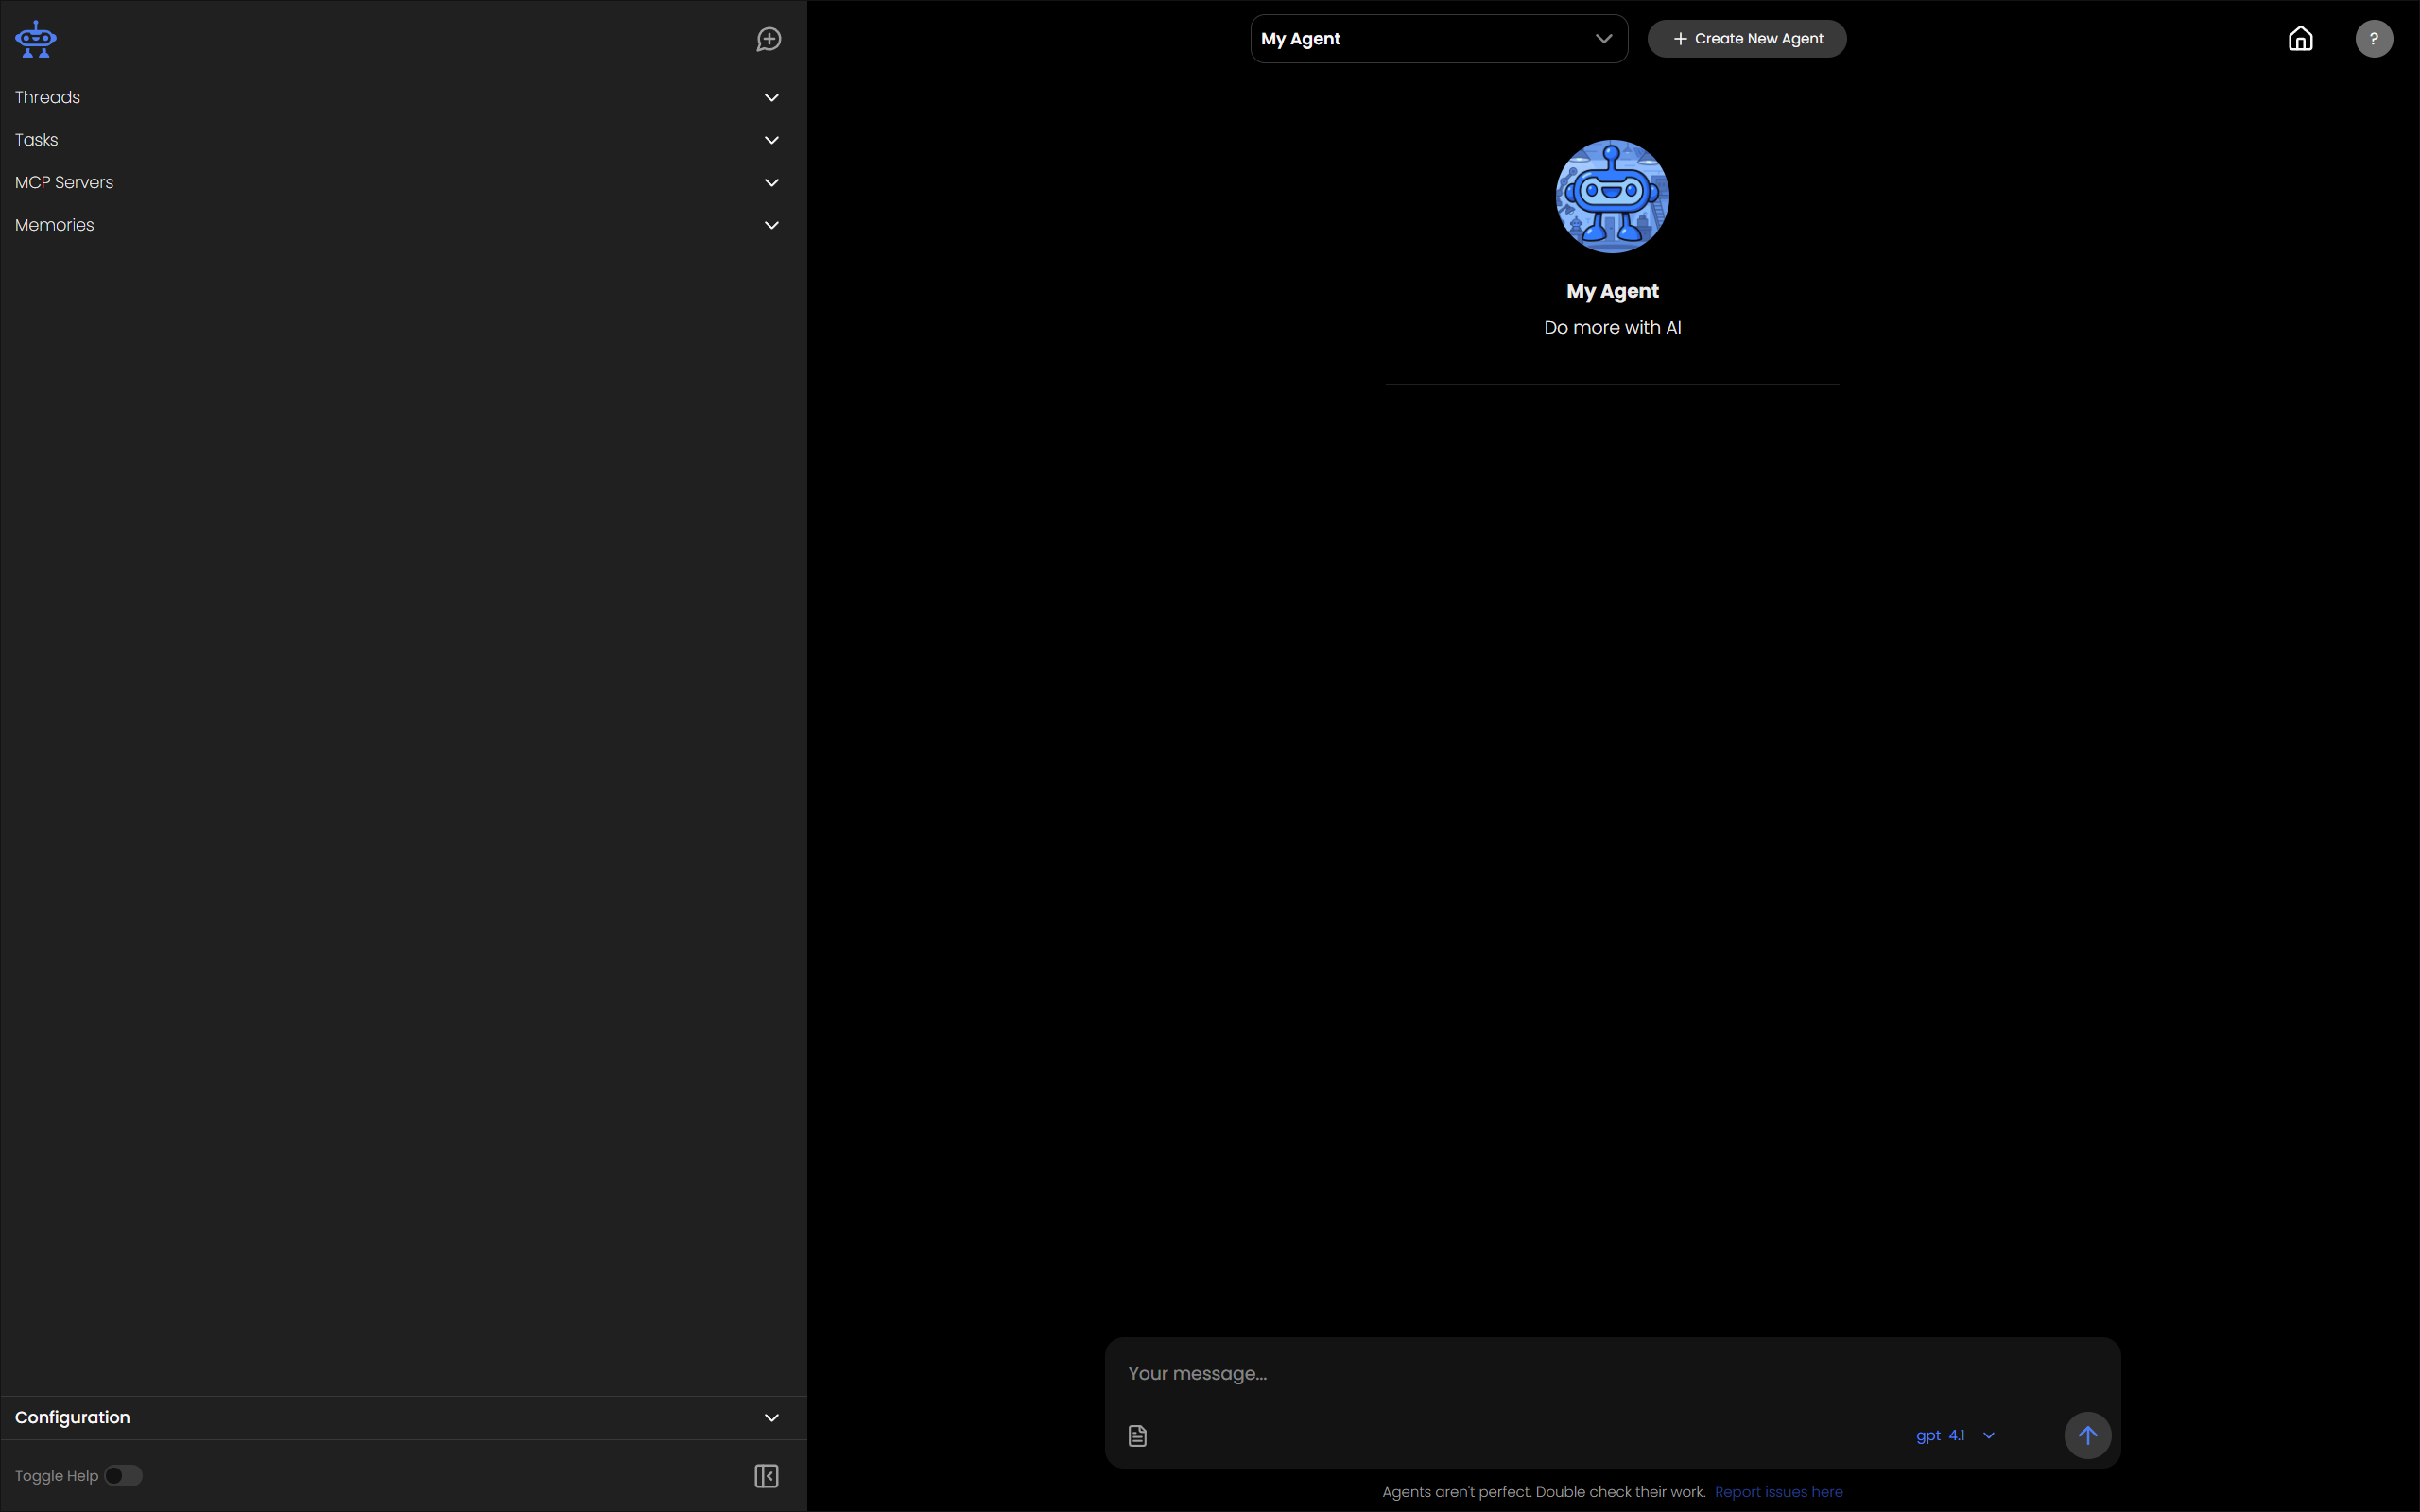 Threads
Tasks
MCP Servers
Memories
Configuration
Toggle Help
My Agent
+ Create New Agent
?
My Agent
Do more with AI
Your message...
gpt-4.1
Agents aren't perfect. Double check their work. Report issues here